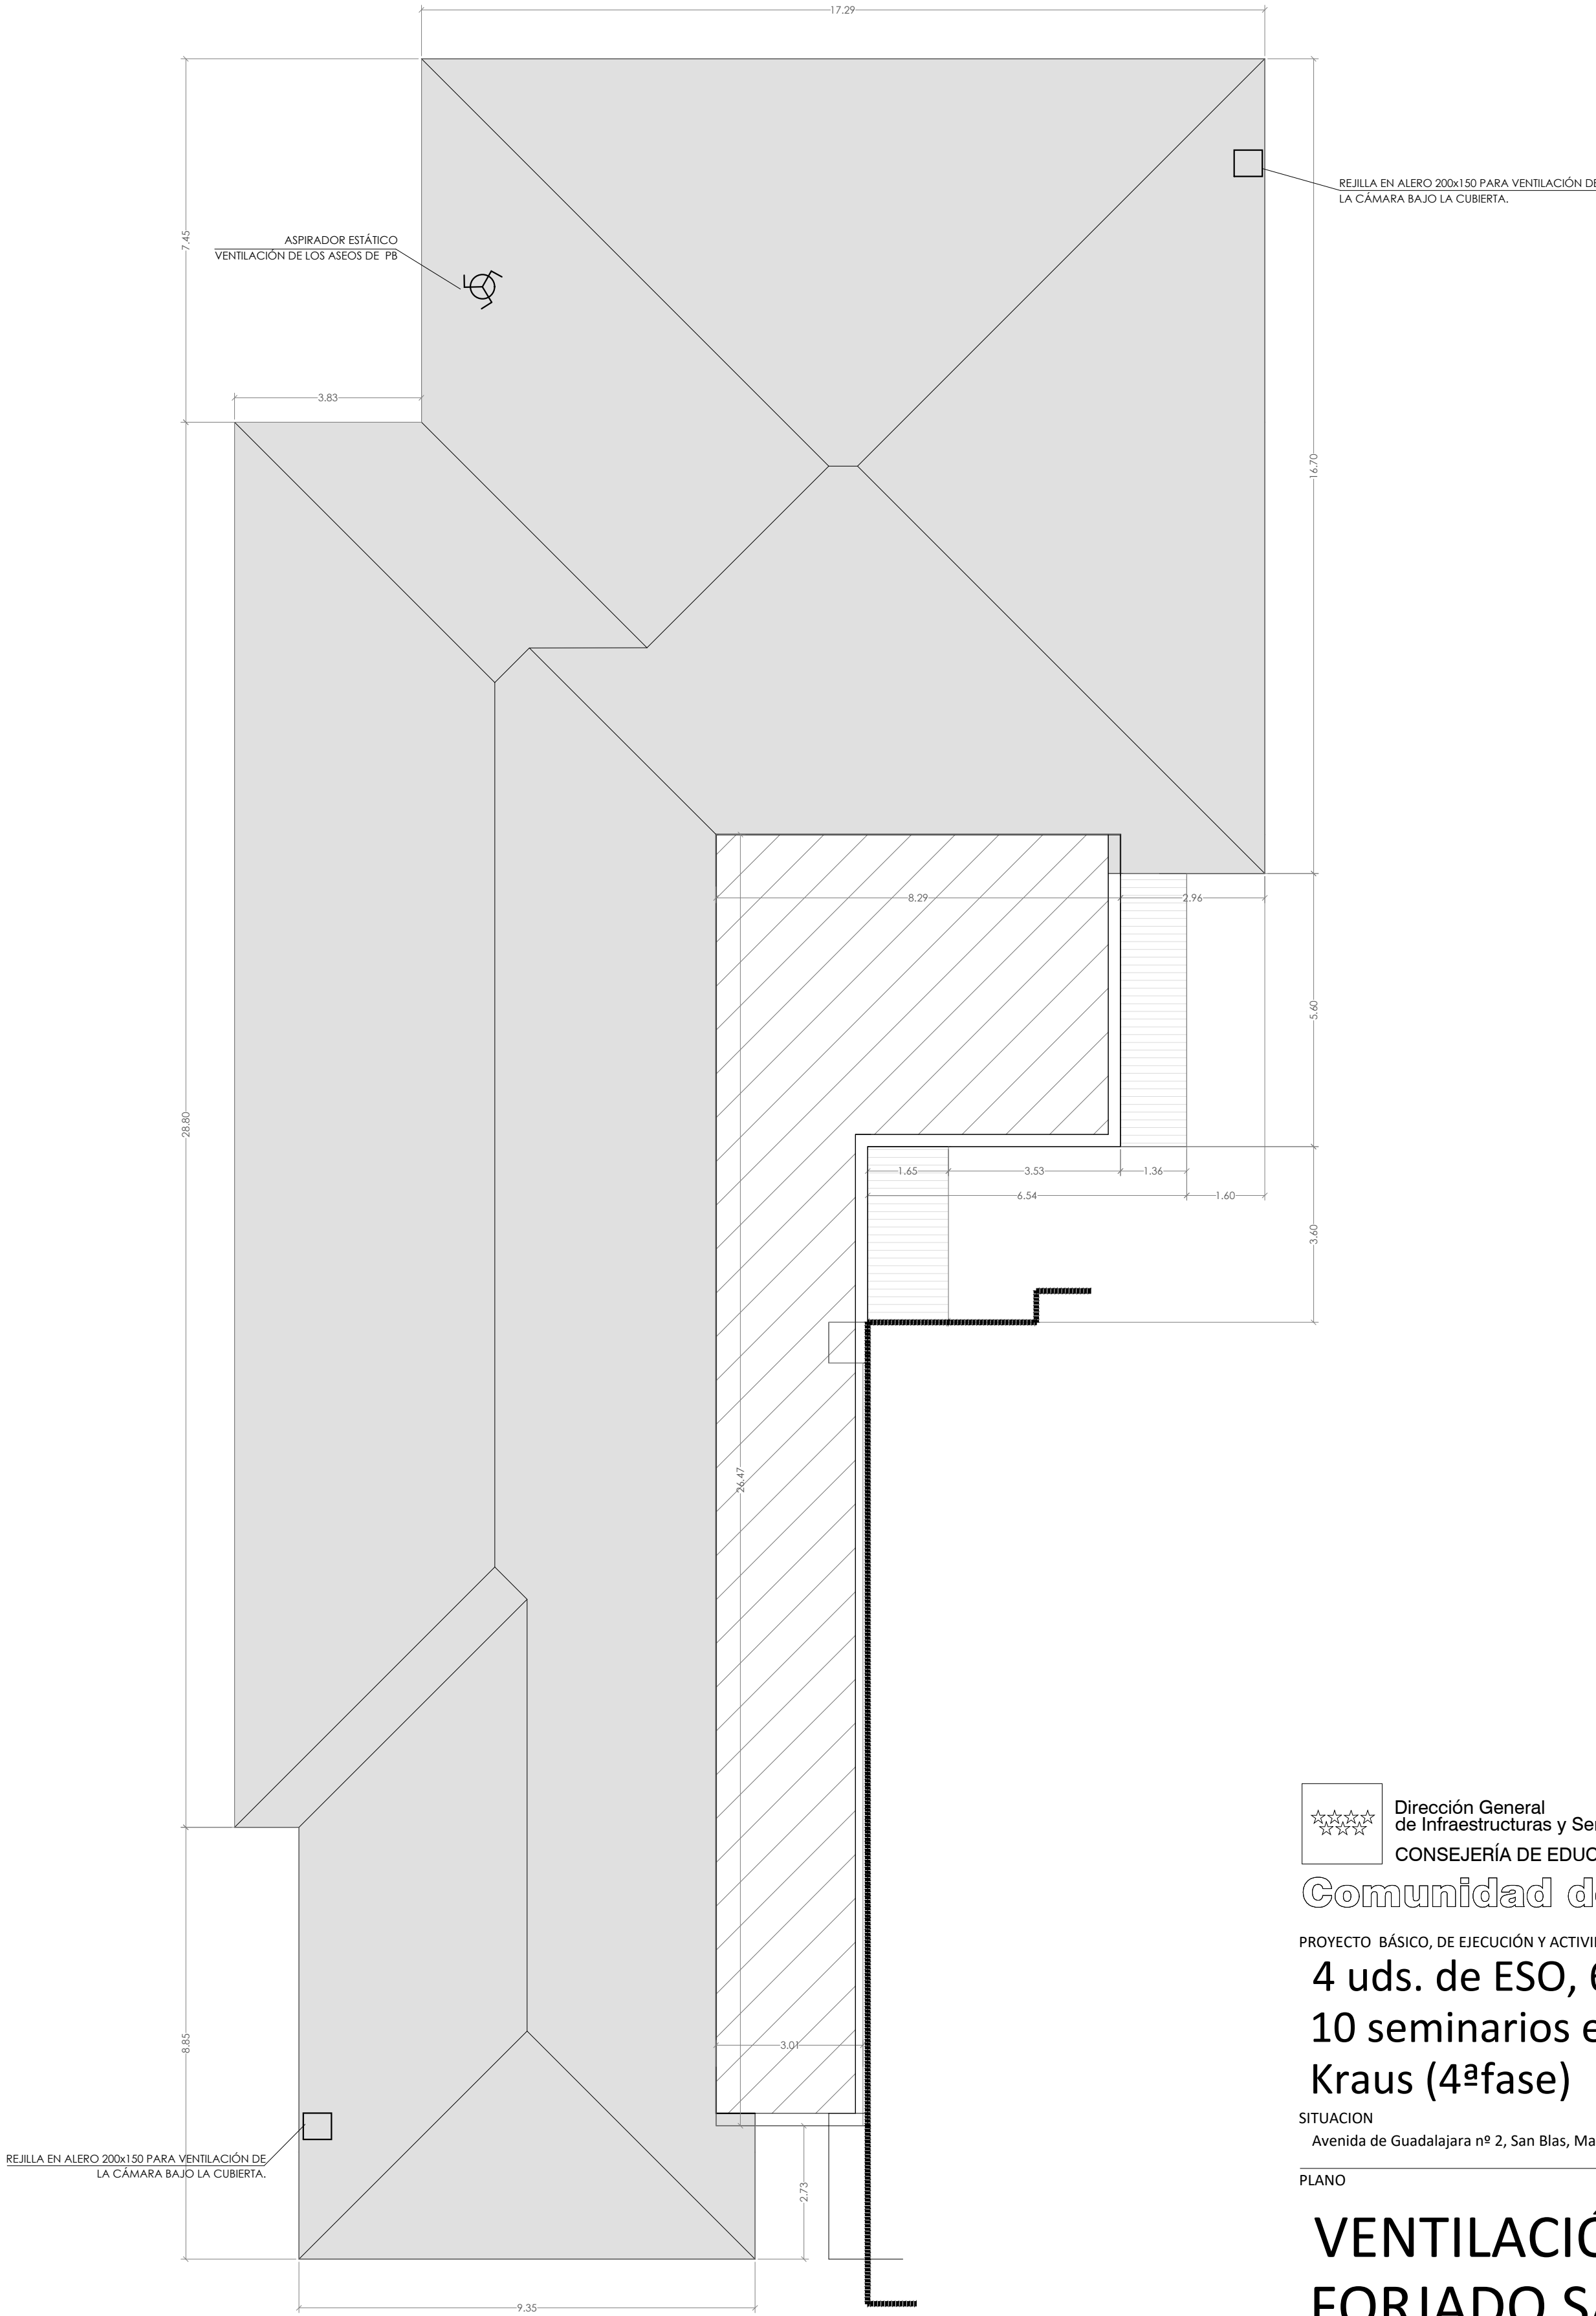 17.29
REJILLA EN ALERO 200x150 PARA VENTILACIÓN DE
LA CÁMARA BAJO LA CUBIERTA.
7.45
ASPIRADOR ESTÁTICO
VENTILACIÓN DE LOS ASEOS DE PB
3.83
16.70
8.29
2.96
5.60
28.80
1.65
3.53
1.36
6.54
1.60
3.60
26.47
Dirección General
de Infraestructuras y Ser
CONSEJERÍA DE EDUC
Comunidad de
PROYECTO BÁSICO, DE EJECUCIÓN Y ACTIVI
4 uds. de ESO, 6
10 seminarios e
Kraus (4ªfase)
SITUACION
Avenida de Guadalajara nº 2, San Blas, Ma
PLANO
VENTILACIÓ
FORJADO SA
8.85
3.01
REJILLA EN ALERO 200x150 PARA VENTILACIÓN DE
LA CÁMARA BAJO LA CUBIERTA.
2.73
9.35